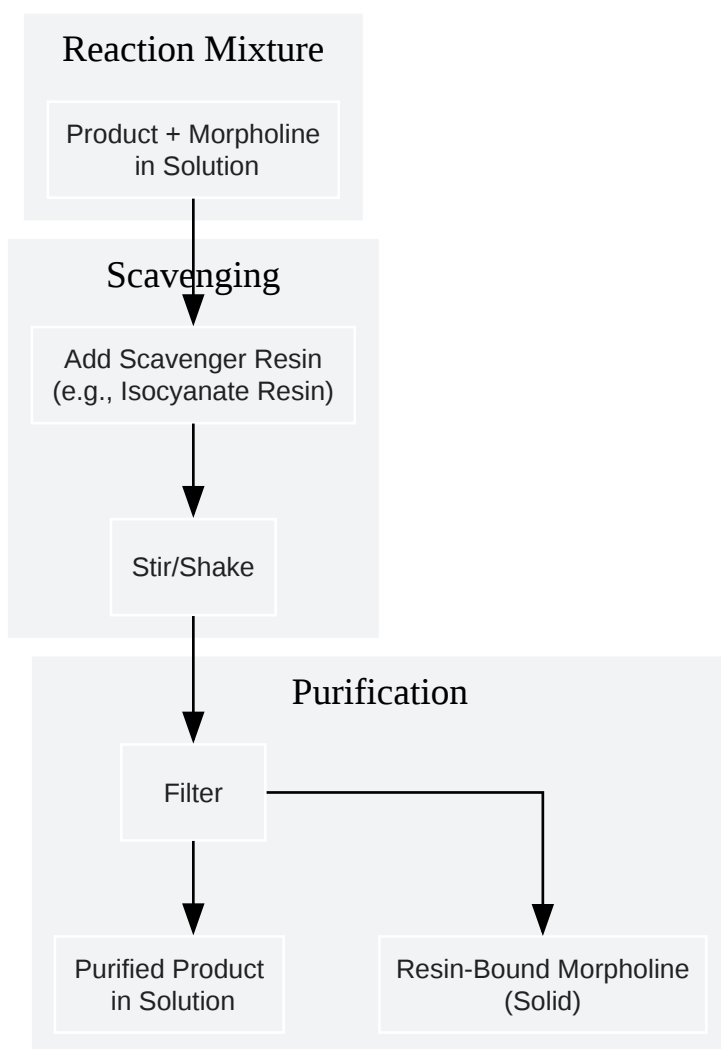 Reaction Mixture
Product + Morpholine
in Solution
Scavenging
Add Scavenger Resin
(e.g., Isocyanate Resin)
Stir/Shake
Purification
Filter
Purified Product
in Solution
Resin-Bound Morpholine
(Solid)